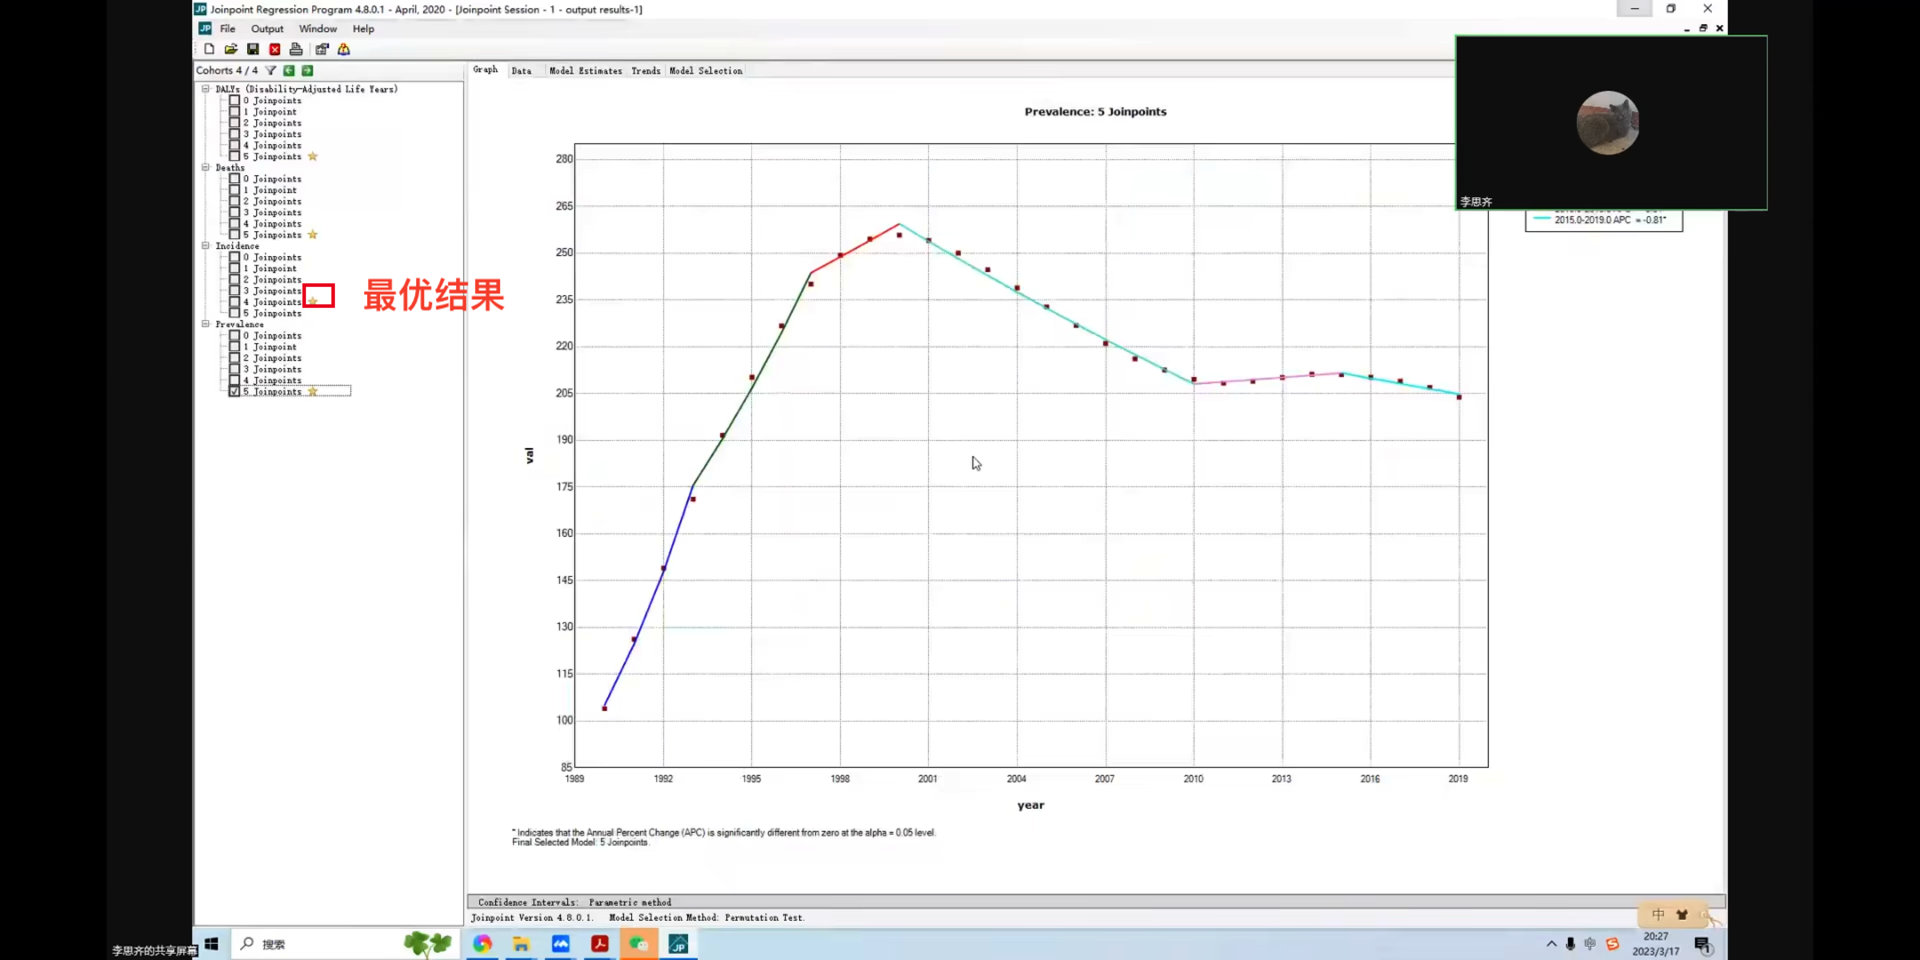 Joinpoint Regression Program 4.8.0.1 - April, 2020 - [Joinpoint Session - 1 - output results-1]
File Output Window Help
Cohorts 4 / 4
DALYs (Disability-Adjusted Life Years)
0 Joinpoints
1 Joinpoint
2 Joinpoints
3 Joinpoints
4 Joinpoints
5 Joinpoints
Deaths
0 Joinpoints
1 Joinpoint
2 Joinpoints
3 Joinpoints
4 Joinpoints
5 Joinpoints
Incidence
0 Joinpoints
1 Joinpoint
2 Joinpoints
3 Joinpoints
4 Joinpoints
5 Joinpoints
最优结果
Prevalence
0 Joinpoints
1 Joinpoint
2 Joinpoints
3 Joinpoints
4 Joinpoints
5 Joinpoints
Graph Data Model Estimates Trends Model Selection
Prevalence: 5 Joinpoints
李思齐
2015.0-2019.0 APC = -0.81*
280
265
250
235
220
205
190
175
160
145
130
115
100
85
val
1989 1992 1995 1998 2001 2004 2007 2010 2013 2016 2019
year
* Indicates that the Annual Percent Change (APC) is significantly different from zero at the alpha = 0.05 level.
Final Selected Model: 5 Joinpoints.
Confidence Intervals: Parametric method
Joinpoint Version 4.8.0.1. Model Selection Method: Permutation Test.
中
李思齐的共享屏幕
搜索
中
20:27
2023/3/17